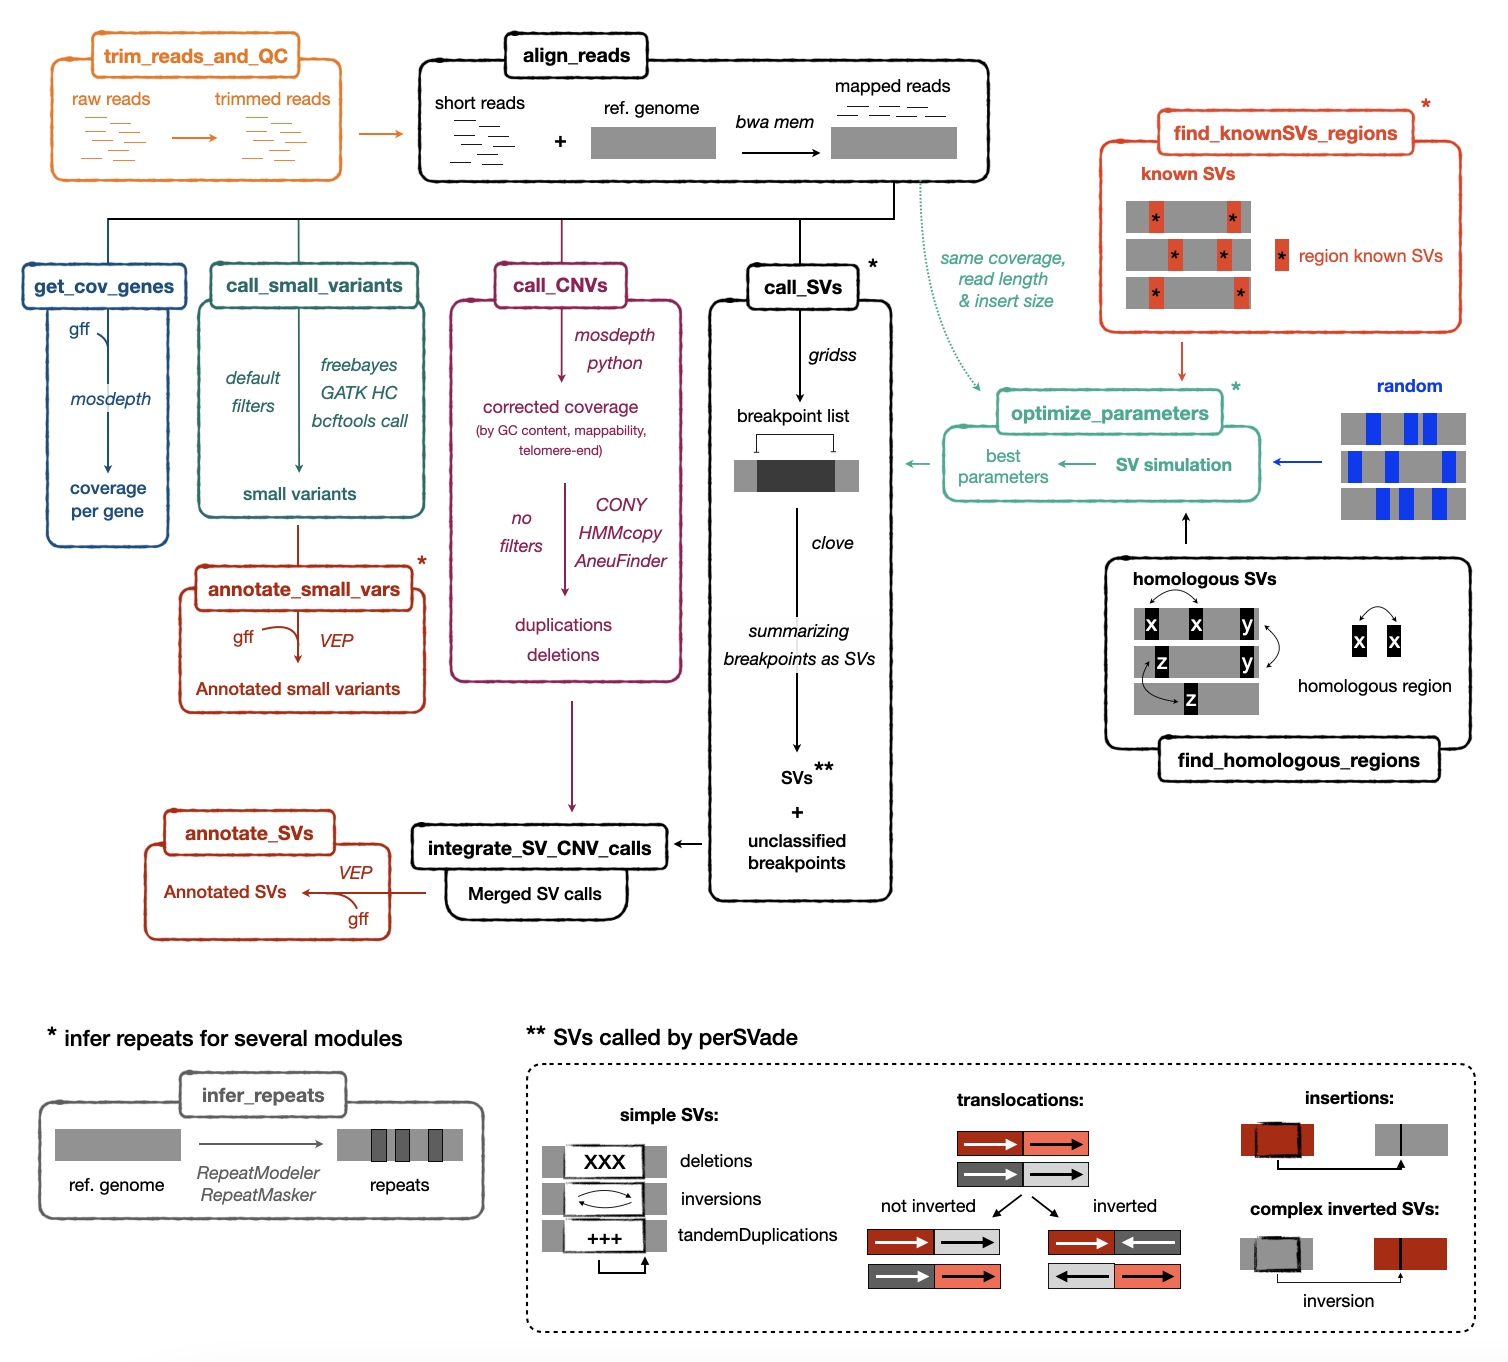 trim_reads_and_QC
raw reads
trimmed reads
align_reads
short reads
+
ref. genome
bwa mem
mapped reads
*
find_knownSVs_regions
known SVs
* *
* *
* *
* region known SVs
get_cov_genes
gff
mosdepth
coverage
per gene
call_small_variants
default
filters
freebayes
GATK HC
bcftools call
small variants
*
annotate_small_vars
gff
VEP
Annotated small variants
call_CNVs
mosdepth
python
corrected coverage
(by GC content, mappability,
telomere-end)
no
filters
CONY
HMMcopy
AneuFinder
duplications
deletions
*
call_SVs
gridss
breakpoint list
clove
summarizing
breakpoints as SVs
SVs**
+
unclassified
breakpoints
same coverage,
read length
& insert size
*
optimize_parameters
best
parameters
SV simulation
random
homologous SVs
x x y
z y
z
x x
homologous region
find_homologous_regions
integrate_SV_CNV_calls
Merged SV calls
annotate_SVs
VEP
Annotated SVs
gff
* infer repeats for several modules
infer_repeats
ref. genome
RepeatModeler
RepeatMasker
repeats
** SVs called by perSVade
simple SVs:
XXX deletions
inversions
+++ tandemDuplications
translocations:
not inverted
inverted
insertions:
complex inverted SVs:
inversion